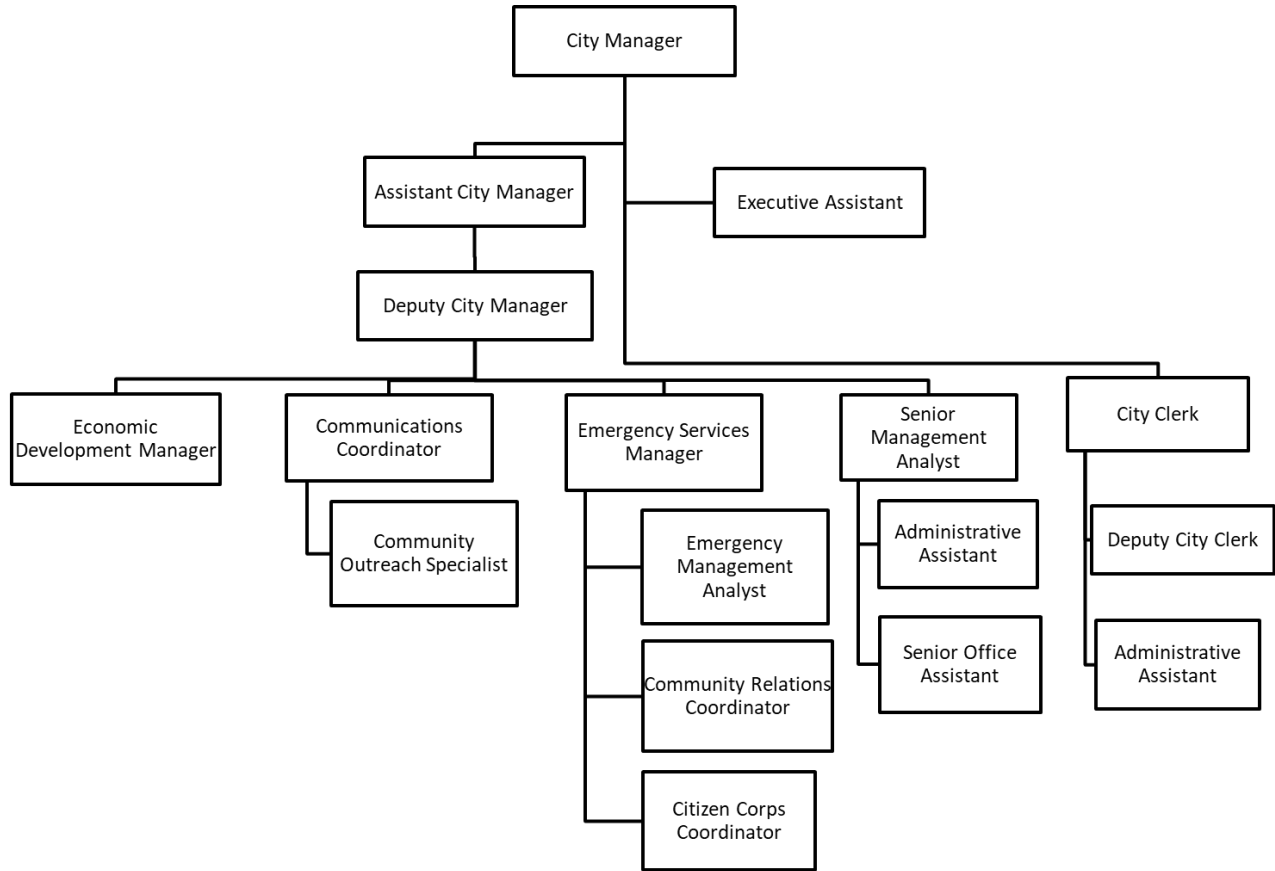 City Manager
Assistant City Manager
Executive Assistant
Deputy City Manager
Economic
Development Manager
Communications
Coordinator
Community
Outreach Specialist
Emergency Services
Manager
Emergency
Management
Analyst
Community Relations
Coordinator
Citizen Corps
Coordinator
Senior
Management
Analyst
Administrative
Assistant
Senior Office
Assistant
City Clerk
Deputy City Clerk
Administrative
Assistant